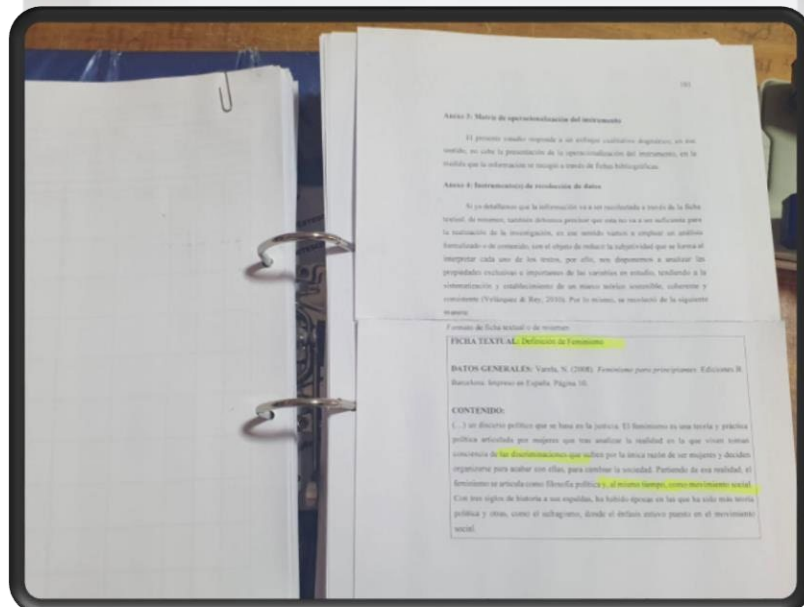 Anexo 3: Matriz de operacionalización del instrumento
El presente estudio responde a un enfoque cualitativo dogmático, en ese
sentido, no cabe la presentación de la operacionalización del instrumento, en la
medida que la información se recogió a través de fichas bibliográficas.
Anexo 4: Instrumento(s) de recolección de datos
Si ya detallamos que la información va a ser recolectada a través de la ficha
textual, de resumen, también debemos precisar que esta no va a ser suficiente para
la realización de la investigación, en ese sentido vamos a emplear un análisis
formalizado o de contenido, con el objeto de reducir la subjetividad que se forma al
interpretar cada uno de los textos, por ello, nos disponemos a analizar las
propiedades exclusivas e importantes de las variables en estudio, tendiendo a la
sistematización y establecimiento de un marco teórico sostenible, coherente y
consistente (Velázquez & Rey, 2010). Por lo mismo, se recolectó de la siguiente
manera:
Formato de ficha textual o de resumen
FICHA TEXTUAL: Definición de Feminismo
DATOS GENERALES: Varela, N. (2008). Feminismo para principiantes. Ediciones B.
Barcelona. Impreso en España. Página 10.
CONTENIDO:
(...) un discurso político que se basa en la justicia. El feminismo es una teoría y práctica
política articulada por mujeres que tras analizar la realidad en la que viven toman
conciencia de las discriminaciones que sufren por la única razón de ser mujeres y deciden
organizarse para acabar con ellas, para cambiar la sociedad. Partiendo de esa realidad, el
feminismo se articula como filosofía política y, al mismo tiempo, como movimiento social.
Con tres siglos de historia a sus espaldas, ha habido épocas en las que ha sido más teoría
política y otras, como el sufragismo, donde el énfasis estuvo puesto en el movimiento
social.